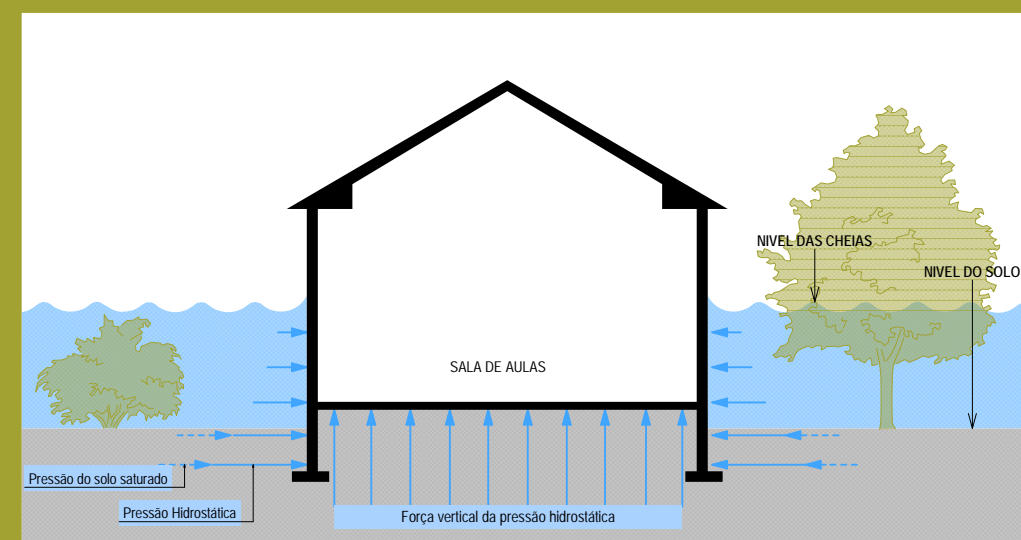 NIVEL DAS CHEIAS
NIVEL DO SOLO
SALA DE AULAS
Pressão do solo saturado
Pressão Hidrostática
Força vertical da pressão hidrostática